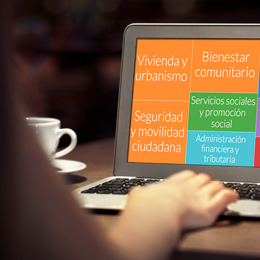 Vivienda y
urbanismo
Bienestar
comunitario
Servicios sociales
y promoción
social
Seguridad
y movilidad
ciudadana
Administración
financiera y
tributaria